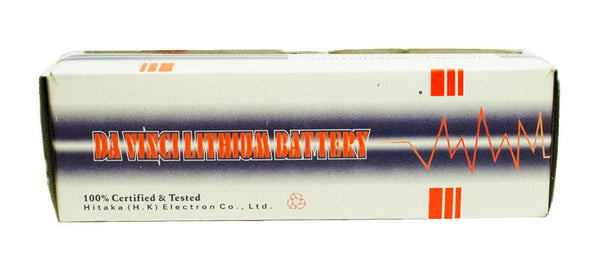 DA VINCI LITHIUM BATTERY
100% Certified & Tested
Hitaka (H.K) Electron Co., Ltd.